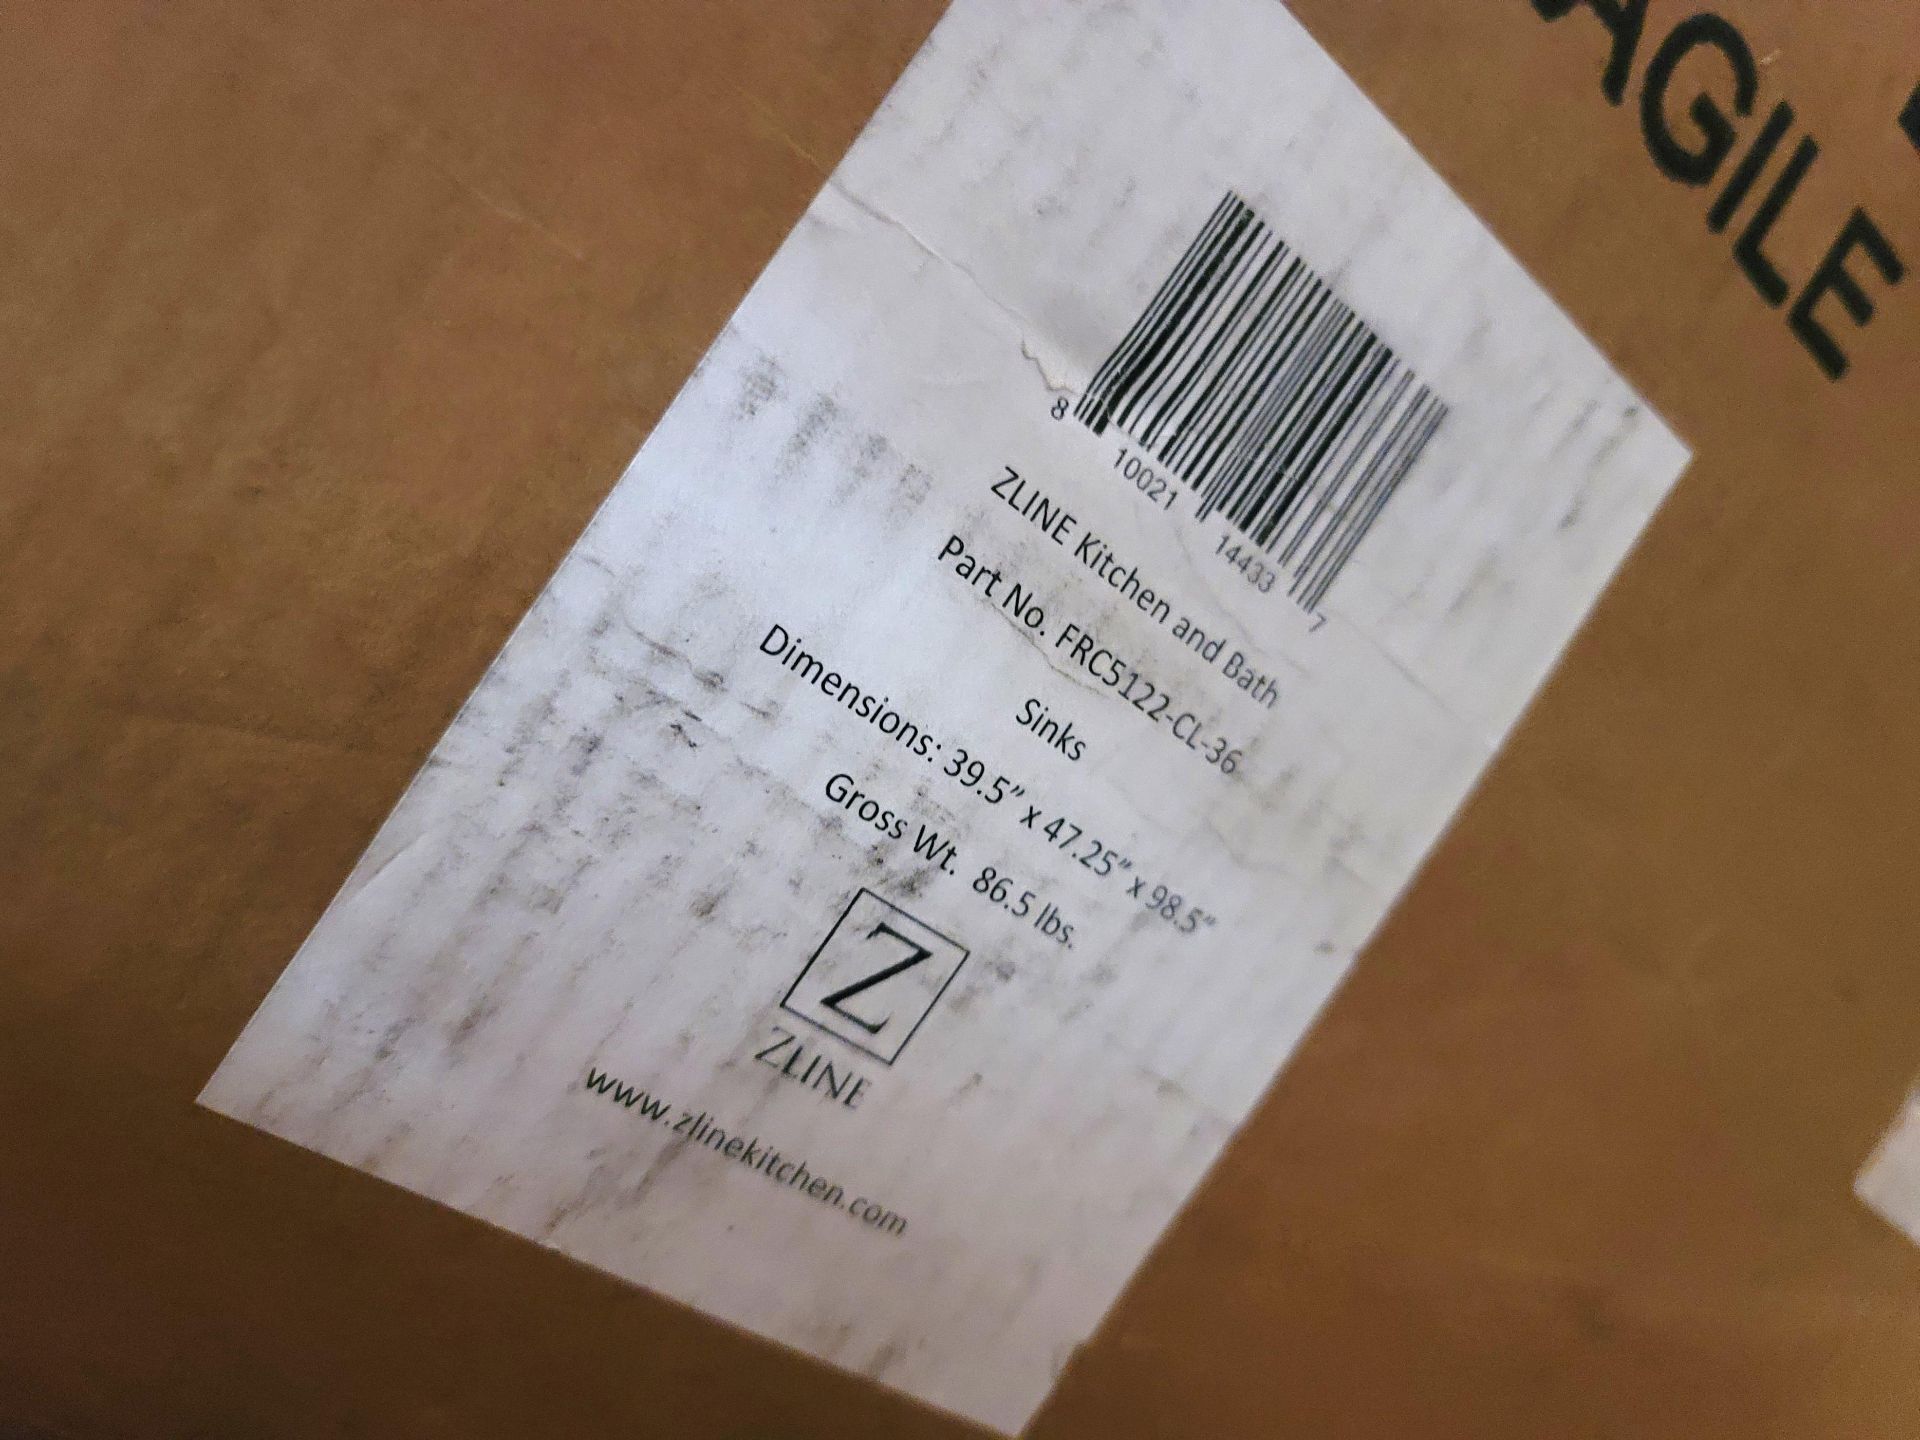 AGILE
8 10021 14433 7
ZLINE Kitchen and Bath
Part No. FRC5122-CL-36
Sinks
Dimensions: 39.5" x 47.25" x 98.5"
Gross Wt. 86.5 lbs.
Z
ZLINE
www.zlinekitchen.com